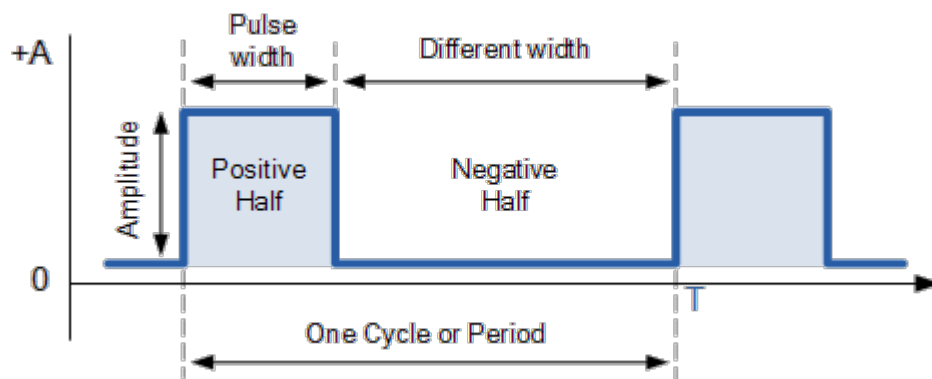 +A
Pulse
width
Different width
Amplitude
Positive
Half
Negative
Half
0
T
One Cycle or Period